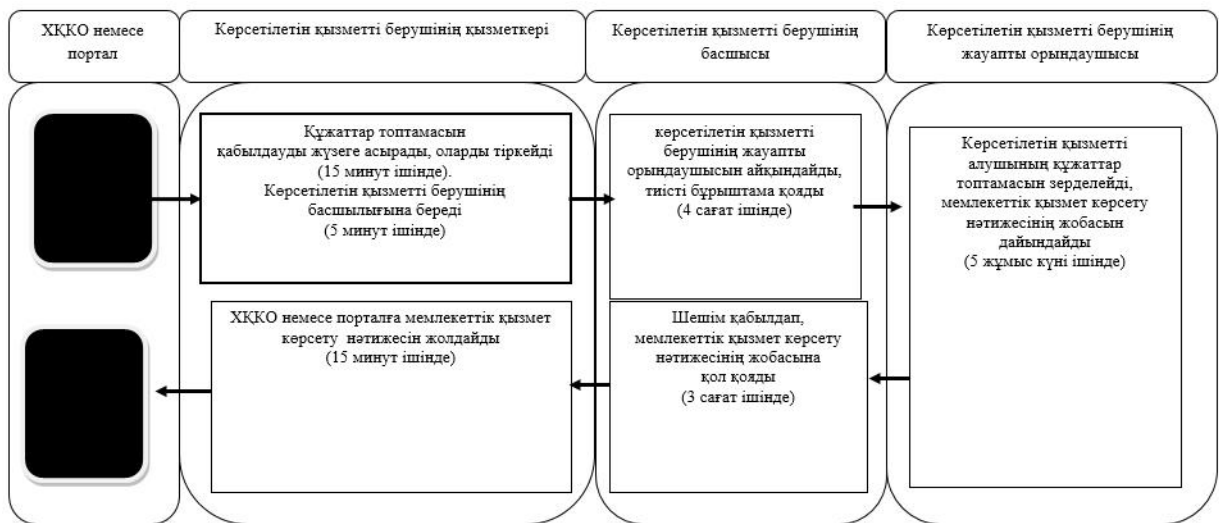 ХҚКО немесе
портал
Көрсетілетін қызметті берушінің қызметкері
Көрсетілетін қызметті берушінің
басшысы
Көрсетілетін қызметті берушінің
жауапты орындаушысы
Құжаттар топтамасын
қабылдауды жүзеге асырады, оларды тіркейді
(15 минут ішінде).
Көрсетілетін қызметті берушінің
басшылығына береді
(5 минут ішінде)
көрсетілетін қызметті
берушінің жауапты
орындаушысын айқындайды,
тиісті бұрыштама қояды
(4 сағат ішінде)
Көрсетілетін қызметті
алушының құжаттар
топтамасын зерделейді,
мемлекеттік қызмет көрсету
нәтижесінің жобасын
дайындайды
(5 жұмыс күні ішінде)
ХҚКО немесе порталға мемлекеттік қызмет
көрсету нәтижесін жолдайды
(15 минут ішінде)
Шешім қабылдап,
мемлекеттік қызмет көрсету
нәтижесінің жобасына
қол қояды
(3 сағат ішінде)